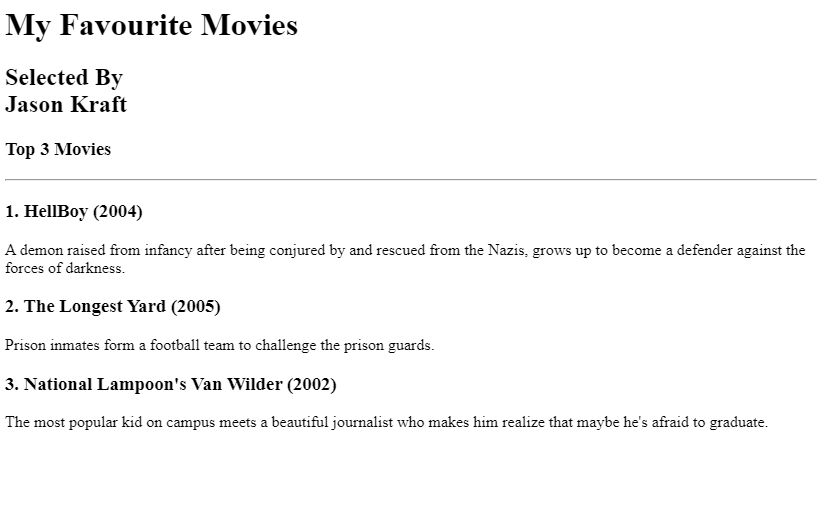 My Favourite Movies
Selected By
Jason Kraft
Top 3 Movies
1. HellBoy (2004)
A demon raised from infancy after being conjured by and rescued from the Nazis, grows up to become a defender against the
forces of darkness.
2. The Longest Yard (2005)
Prison inmates form a football team to challenge the prison guards.
3. National Lampoon's Van Wilder (2002)
The most popular kid on campus meets a beautiful journalist who makes him realize that maybe he's afraid to graduate.